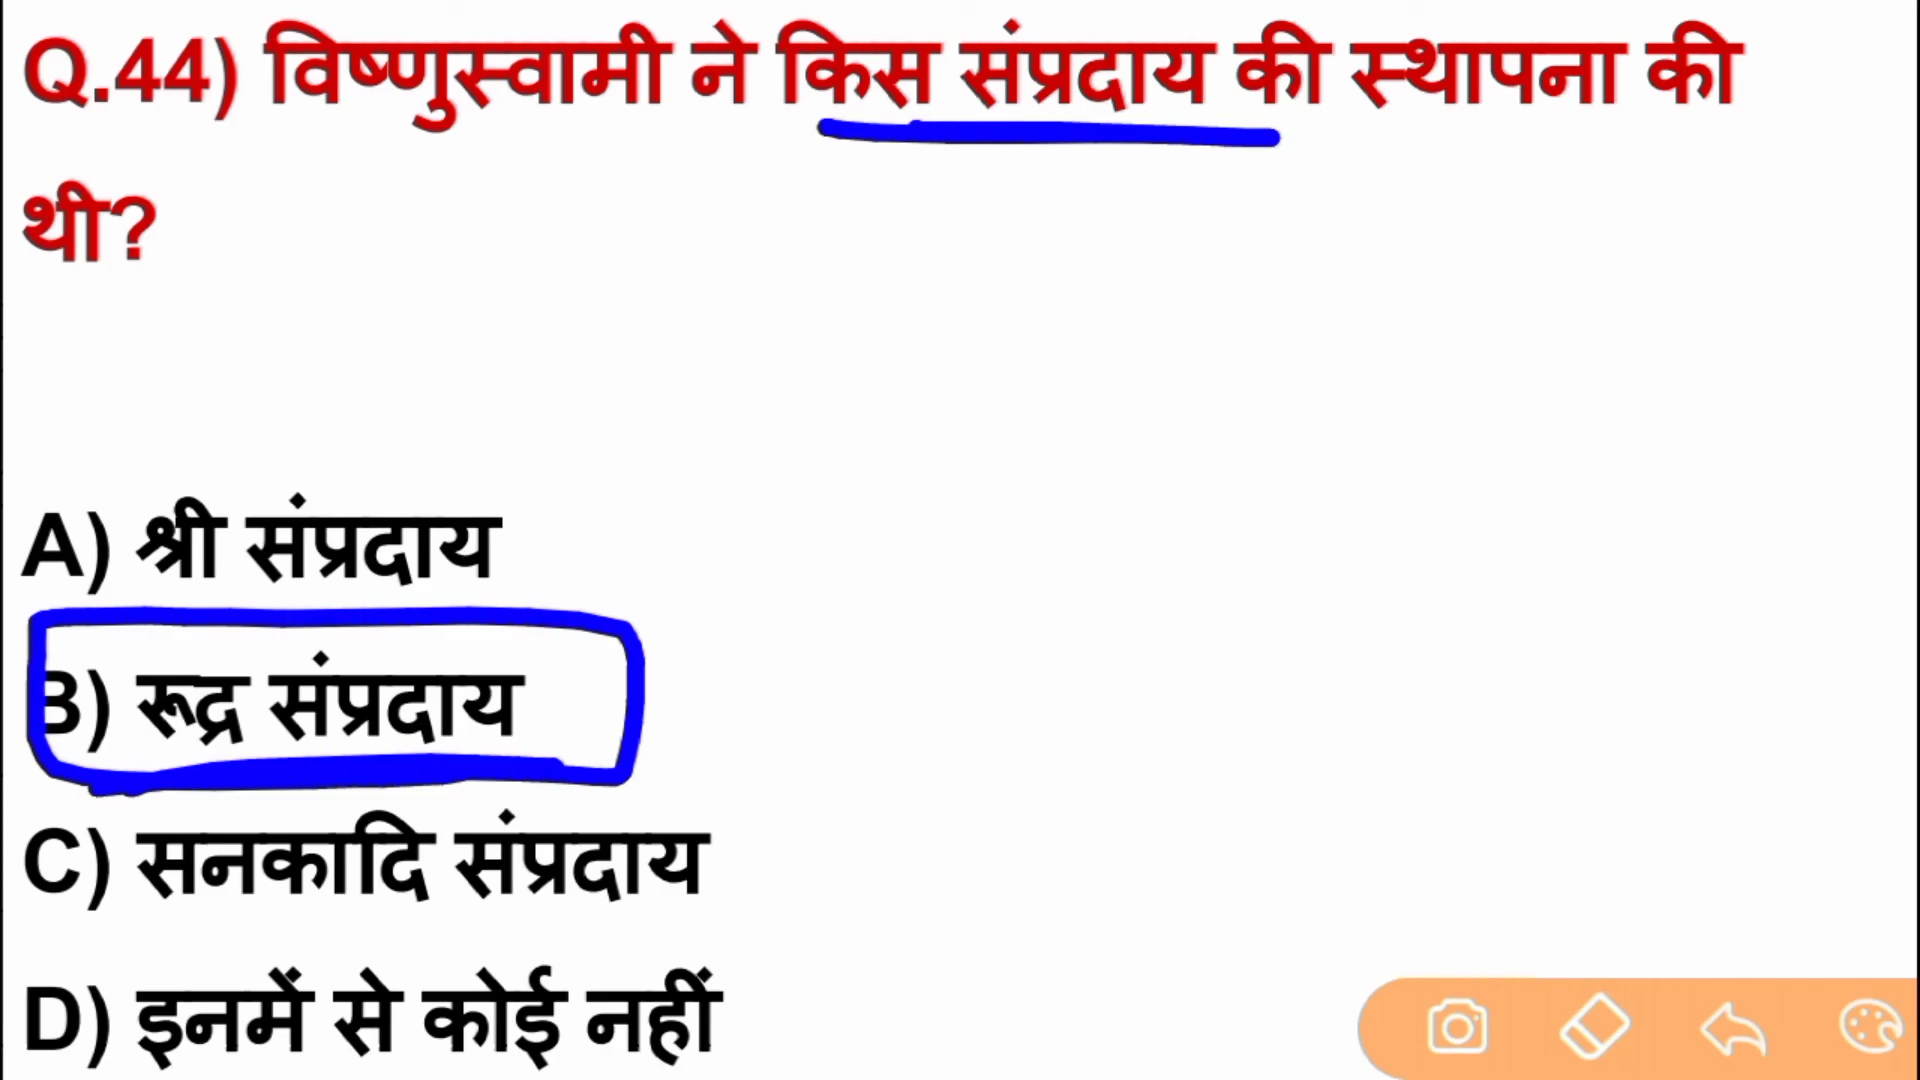 Q.44) विष्णुस्वामी ने किस संप्रदाय की स्थापना की
थी?
A) श्री संप्रदाय
B) रूद्र संप्रदाय
C) सनकादि संप्रदाय
D) इनमें से कोई नहीं